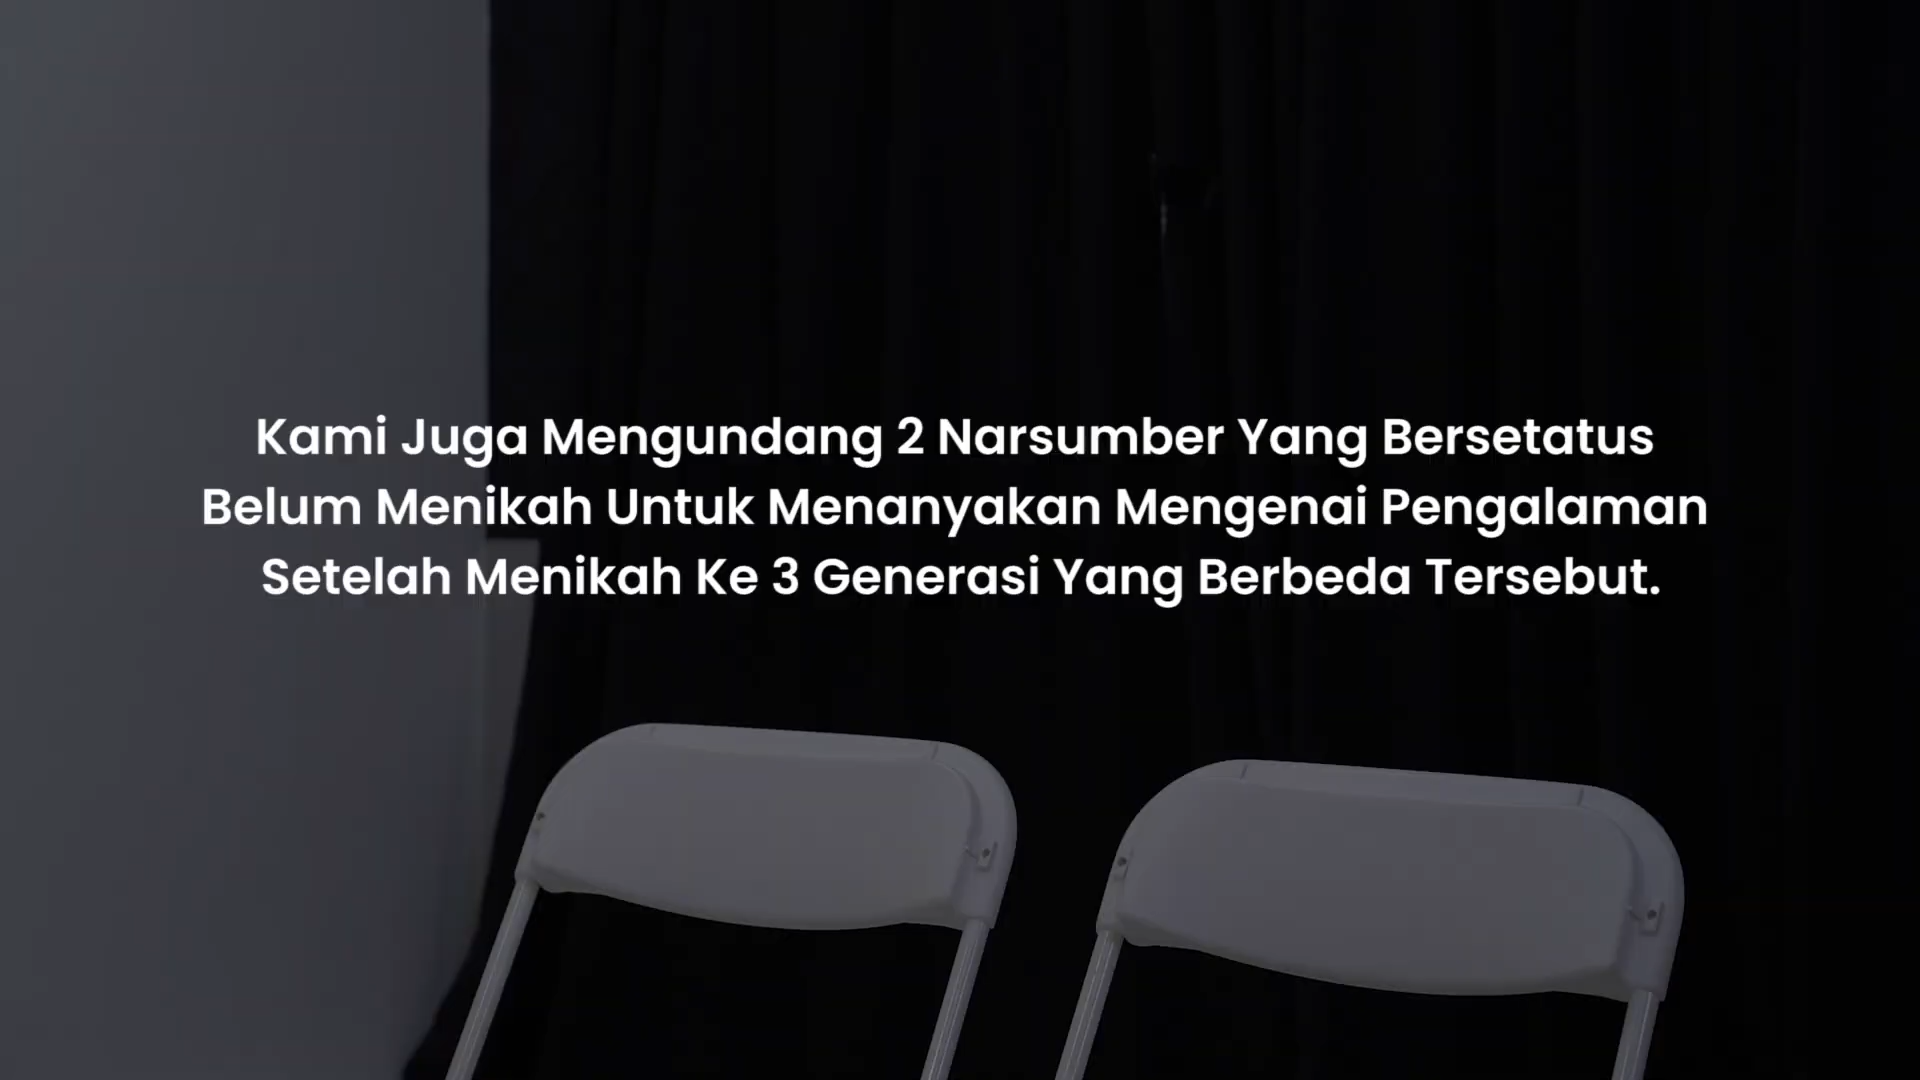 Kami Juga Mengundang 2 Narsumber Yang Bersetatus
Belum Menikah Untuk Menanyakan Mengenai Pengalaman
Setelah Menikah Ke 3 Generasi Yang Berbeda Tersebut.